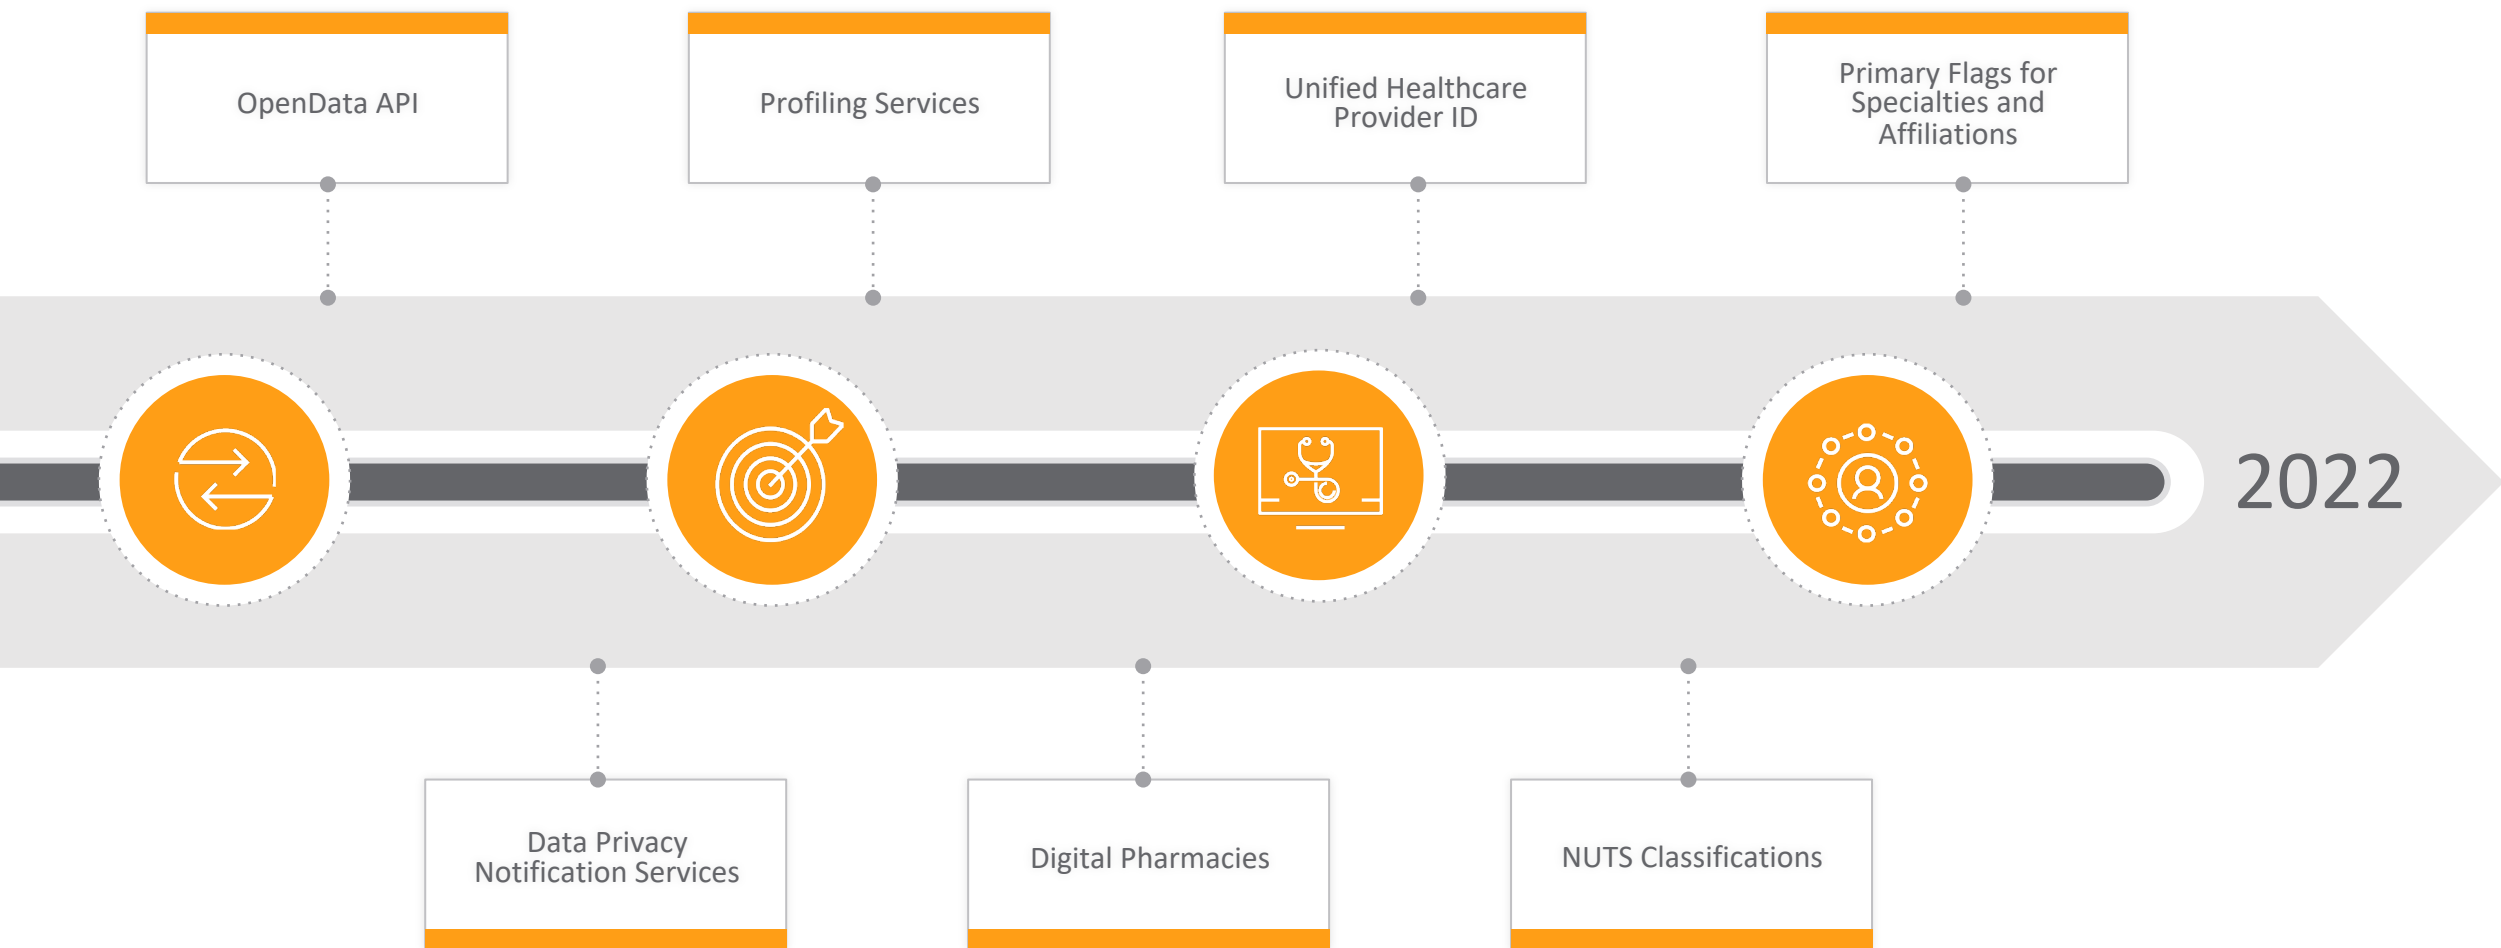 OpenData API
Profiling Services
Unified Healthcare
Provider ID
Primary Flags for
Specialties and
Affiliations
2022
Data Privacy
Notification Services
Digital Pharmacies
NUTS Classifications